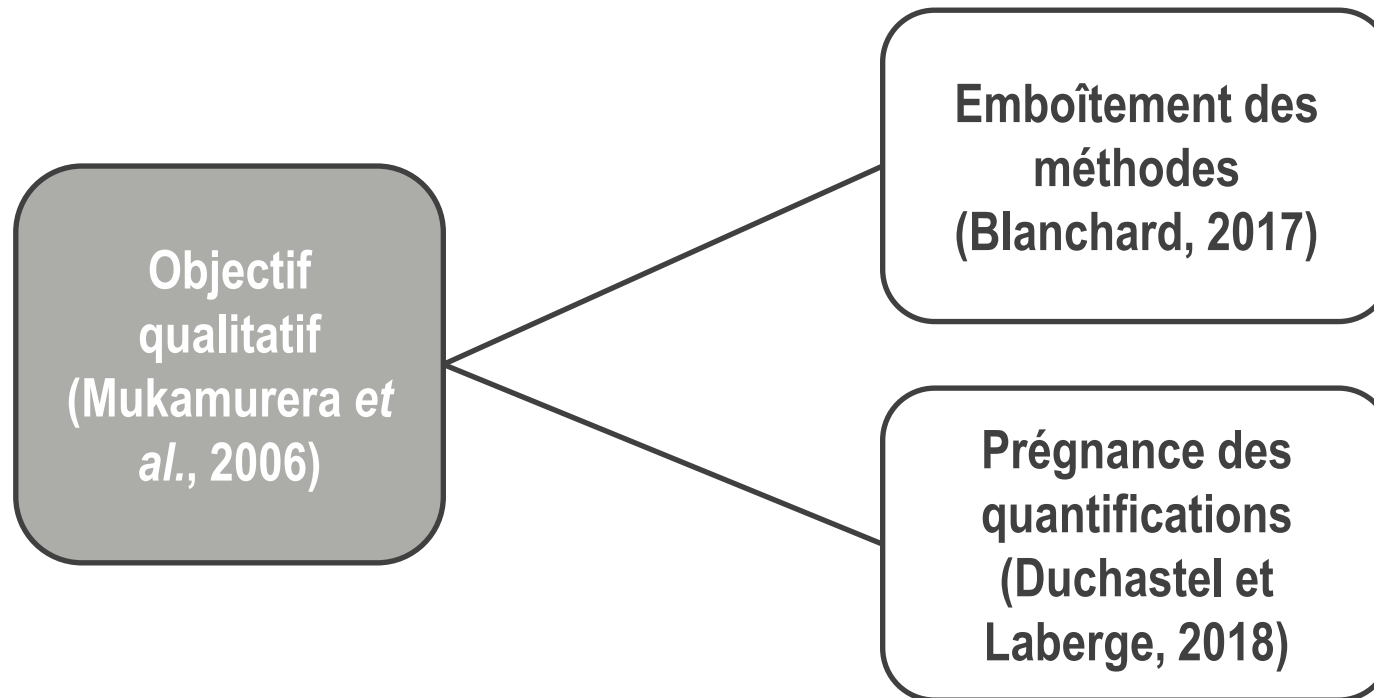 Objectif
qualitatif
(Mukamurera et
al., 2006)
Emboîtement des
méthodes
(Blanchard, 2017)
Prégnance des
quantifications
(Duchastel et
Laberge, 2018)